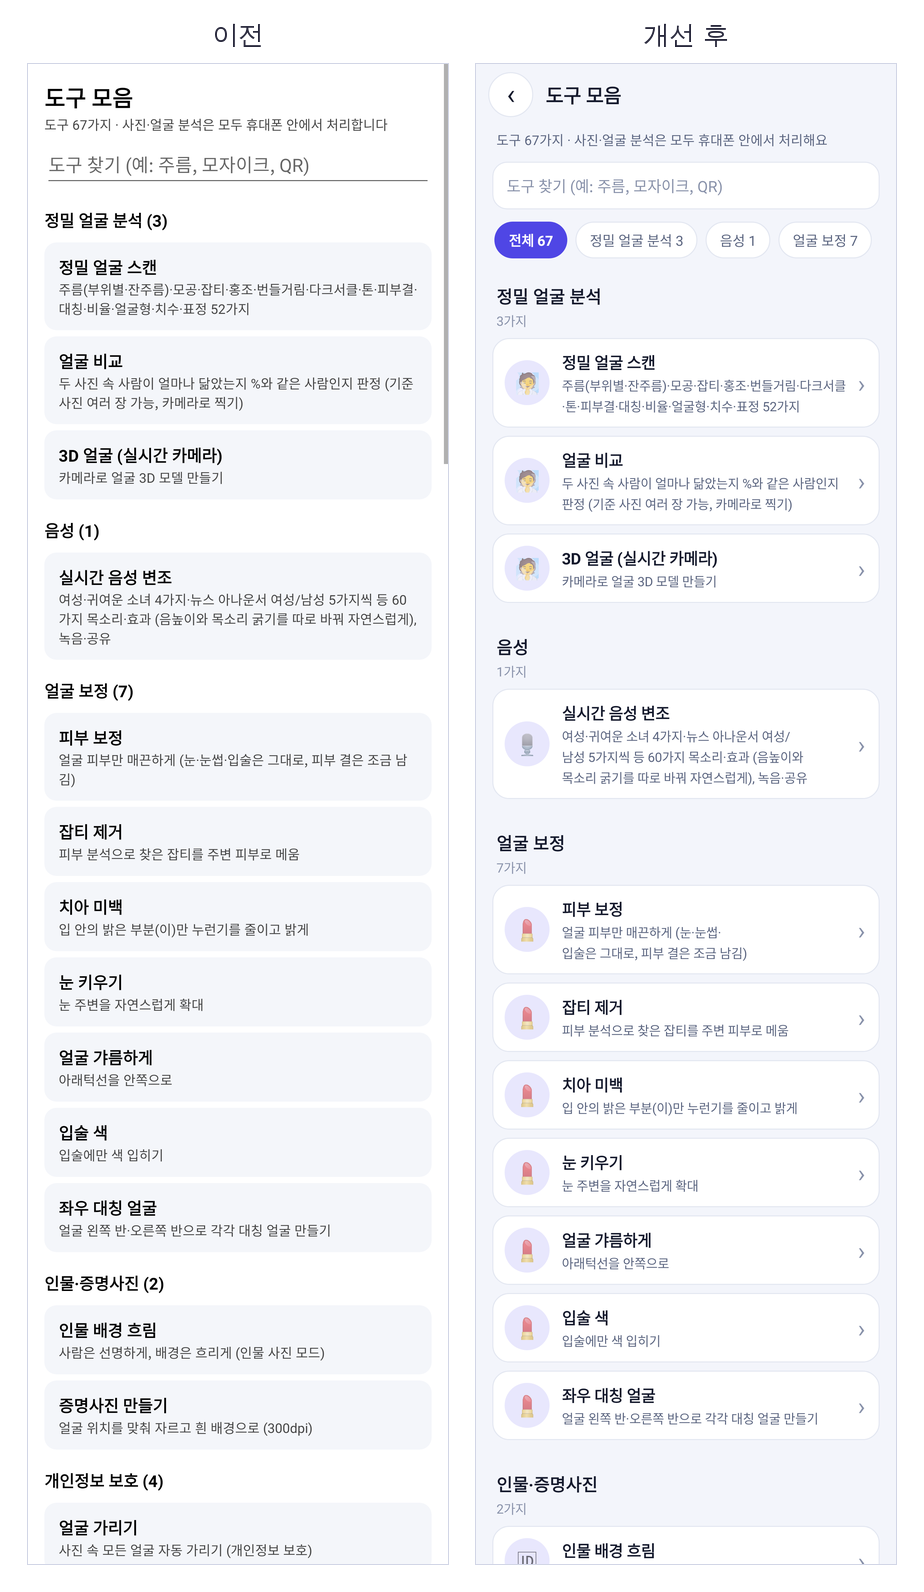 이전
도구 모음
도구 67가지 · 사진·얼굴 분석은 모두 휴대폰 안에서 처리합니다
도구 찾기 (예: 주름, 모자이크, QR)
정밀 얼굴 분석 (3)
정밀 얼굴 스캔
주름(부위별·잔주름)·모공·잡티·홍조·번들거림·다크서클·톤·피부결·
대칭·비율·얼굴형·치수·표정 52가지
얼굴 비교
두 사진 속 사람이 얼마나 닮았는지 %와 같은 사람인지 판정 (기준
사진 여러 장 가능, 카메라로 찍기)
3D 얼굴 (실시간 카메라)
카메라로 얼굴 3D 모델 만들기
음성 (1)
실시간 음성 변조
여성·귀여운 소녀 4가지·뉴스 아나운서 여성/남성 5가지씩 등 60
가지 목소리·효과 (음높이와 목소리 굵기를 따로 바꿔 자연스럽게),
녹음·공유
얼굴 보정 (7)
피부 보정
얼굴 피부만 매끈하게 (눈·눈썹·입술은 그대로, 피부 결은 조금 남
김)
잡티 제거
피부 분석으로 찾은 잡티를 주변 피부로 메움
치아 미백
입 안의 밝은 부분(이)만 누런기를 줄이고 밝게
눈 키우기
눈 주변을 자연스럽게 확대
얼굴 갸름하게
아래턱선을 안쪽으로
입술 색
입술에만 색 입히기
좌우 대칭 얼굴
얼굴 왼쪽 반·오른쪽 반으로 각각 대칭 얼굴 만들기
인물·증명사진 (2)
인물 배경 흐림
사람은 선명하게, 배경은 흐리게 (인물 사진 모드)
증명사진 만들기
얼굴 위치를 맞춰 자르고 흰 배경으로 (300dpi)
개인정보 보호 (4)
얼굴 가리기
사진 속 모든 얼굴 자동 가리기 (개인정보 보호)
개선 후
‹ 도구 모음
도구 67가지 · 사진·얼굴 분석은 모두 휴대폰 안에서 처리해요
도구 찾기 (예: 주름, 모자이크, QR)
전체 67 정밀 얼굴 분석 3 음성 1 얼굴 보정 7
정밀 얼굴 분석
3가지
정밀 얼굴 스캔
주름(부위별·잔주름)·모공·잡티·홍조·번들거림·다크서클
·톤·피부결·대칭·비율·얼굴형·치수·표정 52가지
›
얼굴 비교
두 사진 속 사람이 얼마나 닮았는지 %와 같은 사람인지
판정 (기준 사진 여러 장 가능, 카메라로 찍기)
›
3D 얼굴 (실시간 카메라)
카메라로 얼굴 3D 모델 만들기
›
음성
1가지
실시간 음성 변조
여성·귀여운 소녀 4가지·뉴스 아나운서 여성/
남성 5가지씩 등 60가지 목소리·효과 (음높이와
목소리 굵기를 따로 바꿔 자연스럽게), 녹음·공유
›
얼굴 보정
7가지
피부 보정
얼굴 피부만 매끈하게 (눈·눈썹·
입술은 그대로, 피부 결은 조금 남김)
›
잡티 제거
피부 분석으로 찾은 잡티를 주변 피부로 메움
›
치아 미백
입 안의 밝은 부분(이)만 누런기를 줄이고 밝게
›
눈 키우기
눈 주변을 자연스럽게 확대
›
얼굴 갸름하게
아래턱선을 안쪽으로
›
입술 색
입술에만 색 입히기
›
좌우 대칭 얼굴
얼굴 왼쪽 반·오른쪽 반으로 각각 대칭 얼굴 만들기
›
인물·증명사진
2가지
ID
인물 배경 흐림
›